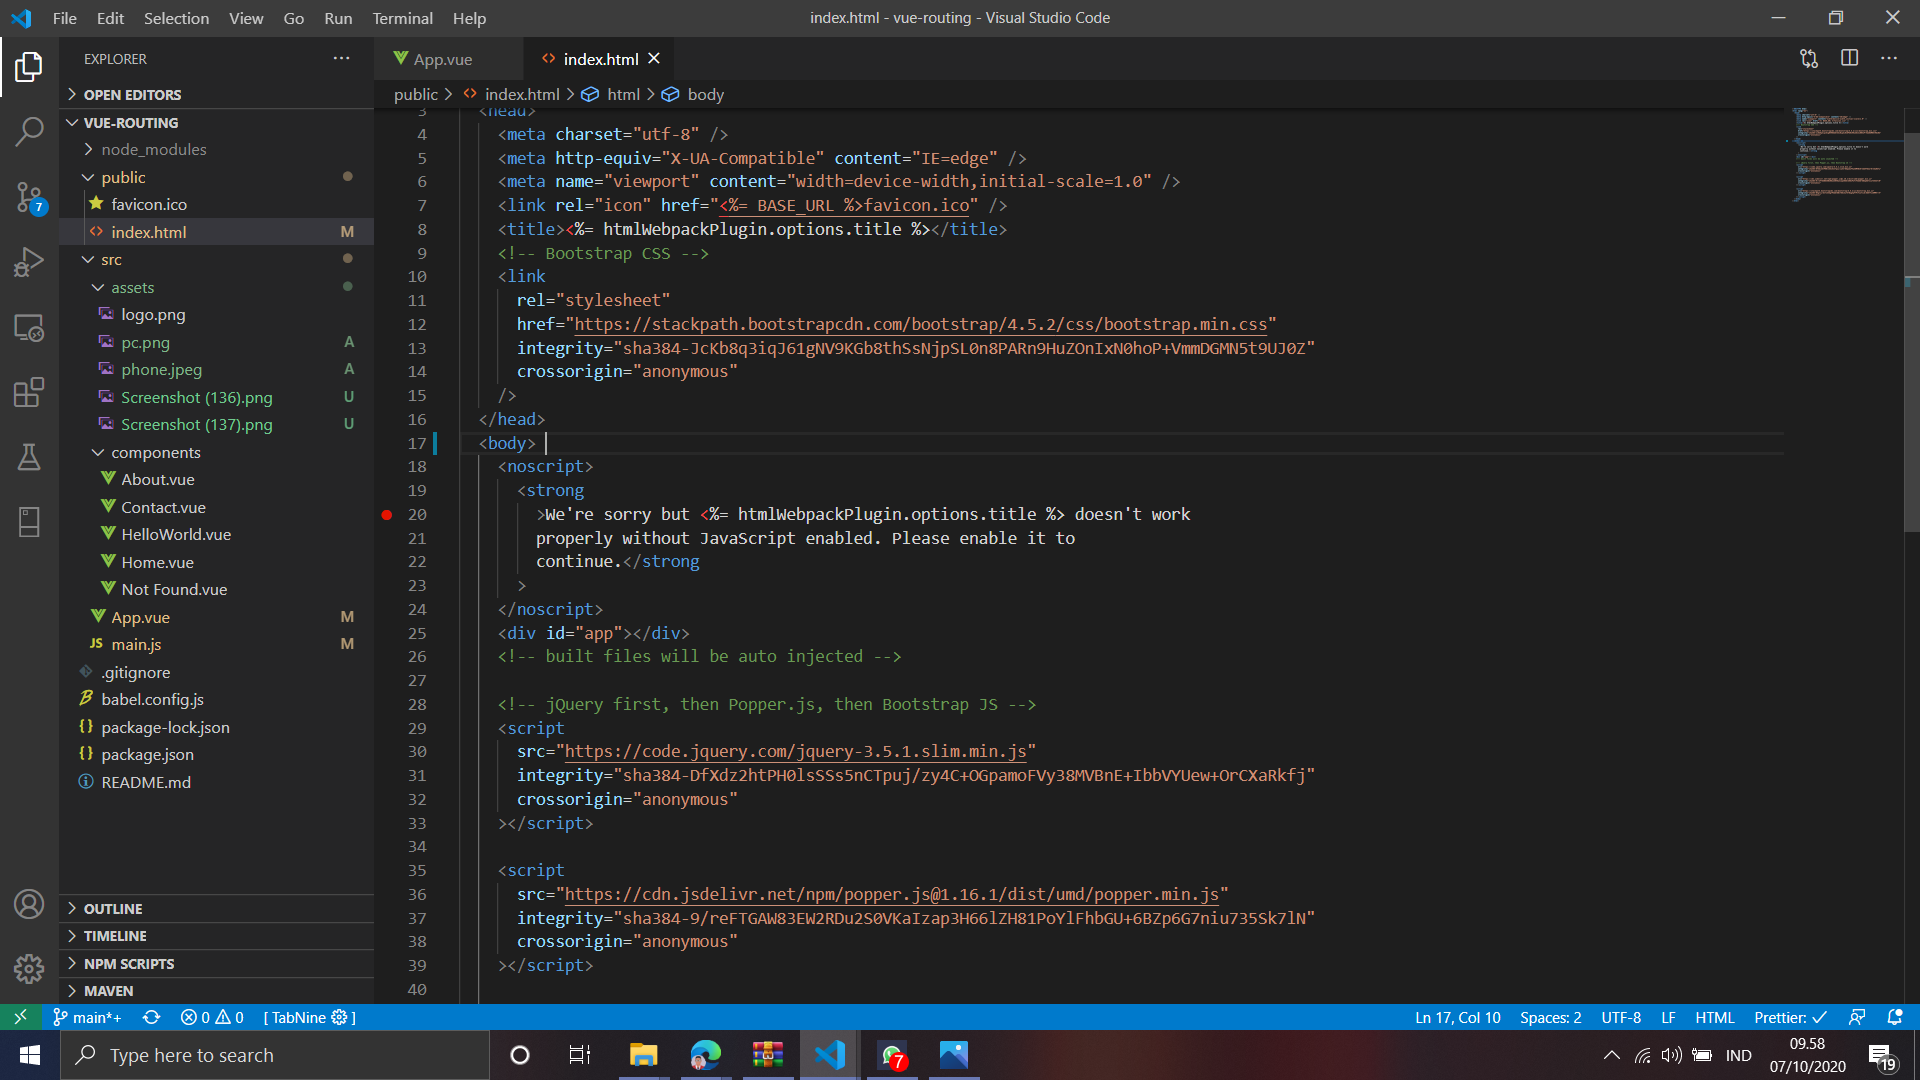 File Edit Selection View Go Run Terminal Help
index.html - vue-routing - Visual Studio Code
EXPLORER
App.vue
index.html
public > index.html > html > body
OPEN EDITORS
VUE-ROUTING
node_modules
public
favicon.ico
index.html M
src
assets
logo.png
pc.png A
phone.jpeg A
Screenshot (136).png U
Screenshot (137).png U
components
About.vue
Contact.vue
HelloWorld.vue
Home.vue
Not Found.vue
App.vue M
JS main.js M
.gitignore
babel.config.js
{} package-lock.json
{} package.json
README.md
OUTLINE
TIMELINE
NPM SCRIPTS
MAVEN
3 <head>
4 <meta charset="utf-8" />
5 <meta http-equiv="X-UA-Compatible" content="IE=edge" />
6 <meta name="viewport" content="width=device-width,initial-scale=1.0" />
7 <link rel="icon" href="<%= BASE_URL %>favicon.ico" />
8 <title><%= htmlWebpackPlugin.options.title %></title>
9 <!-- Bootstrap CSS -->
10 <link
11 rel="stylesheet"
12 href="https://stackpath.bootstrapcdn.com/bootstrap/4.5.2/css/bootstrap.min.css"
13 integrity="sha384-JcKb8q3iqJ61gNV9KGb8thSsNjpSL0n8PARn9HuZOnIxN0hoP+VmmDGMN5t9UJ0Z"
14 crossorigin="anonymous"
15 />
16 </head>
17 <body>
18 <noscript>
19 <strong
20 >We're sorry but <%= htmlWebpackPlugin.options.title %> doesn't work
21 properly without JavaScript enabled. Please enable it to
22 continue.</strong
23 >
24 </noscript>
25 <div id="app"></div>
26 <!-- built files will be auto injected -->
27
28 <!-- jQuery first, then Popper.js, then Bootstrap JS -->
29 <script
30 src="https://code.jquery.com/jquery-3.5.1.slim.min.js"
31 integrity="sha384-DfXdz2htPH0lsSSs5nCTpuj/zy4C+OGpamoFVy38MVBnE+IbbVYUew+OrCXaRkfj"
32 crossorigin="anonymous"
33 ></script>
34
35 <script
36 src="https://cdn.jsdelivr.net/npm/popper.js@1.16.1/dist/umd/popper.min.js"
37 integrity="sha384-9/reFTGAW83EW2RDu2S0VKaIzap3H66lZH81PoYlFhbGU+6BZp6G7niu735Sk7lN"
38 crossorigin="anonymous"
39 ></script>
40
7
main*+ 0 0 [ TabNine ] Ln 17, Col 10 Spaces: 2 UTF-8 LF HTML Prettier: ✓
Type here to search
7
IND
09.58
07/10/2020
19